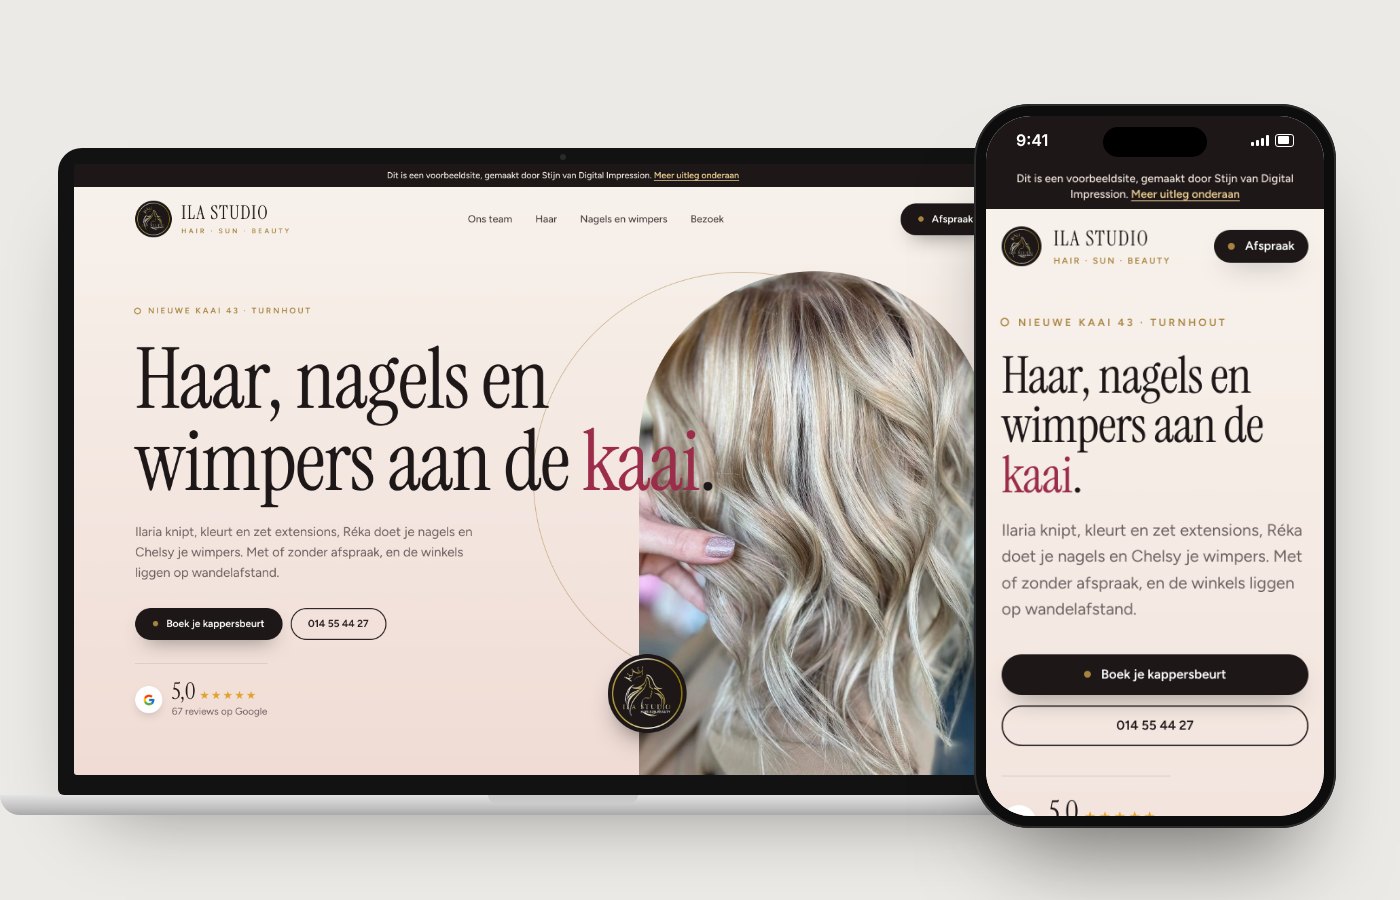 Dit is een voorbeeldsite, gemaakt door Stijn van Digital Impression. Meer uitleg onderaan
ILA STUDIO
HAIR · SUN · BEAUTY
Ons team
Haar
Nagels en wimpers
Bezoek
Afspraak
NIEUWE KAAI 43 · TURNHOUT
Haar, nagels en
wimpers aan de kaai.
Ilaria knipt, kleurt en zet extensions, Réka doet je nagels en
Chelsy je wimpers. Met of zonder afspraak, en de winkels
liggen op wandelafstand.
Boek je kappersbeurt
014 55 44 27
5,0 ★★★★★
67 reviews op Google
ILA STUDIO
9:41
Dit is een voorbeeldsite, gemaakt door Stijn van Digital
Impression. Meer uitleg onderaan
ILA STUDIO
HAIR · SUN · BEAUTY
Afspraak
NIEUWE KAAI 43 · TURNHOUT
Haar, nagels en
wimpers aan de
kaai.
Ilaria knipt, kleurt en zet extensions, Réka
doet je nagels en Chelsy je wimpers. Met
of zonder afspraak, en de winkels liggen
op wandelafstand.
Boek je kappersbeurt
014 55 44 27
5,0 ★★★★★